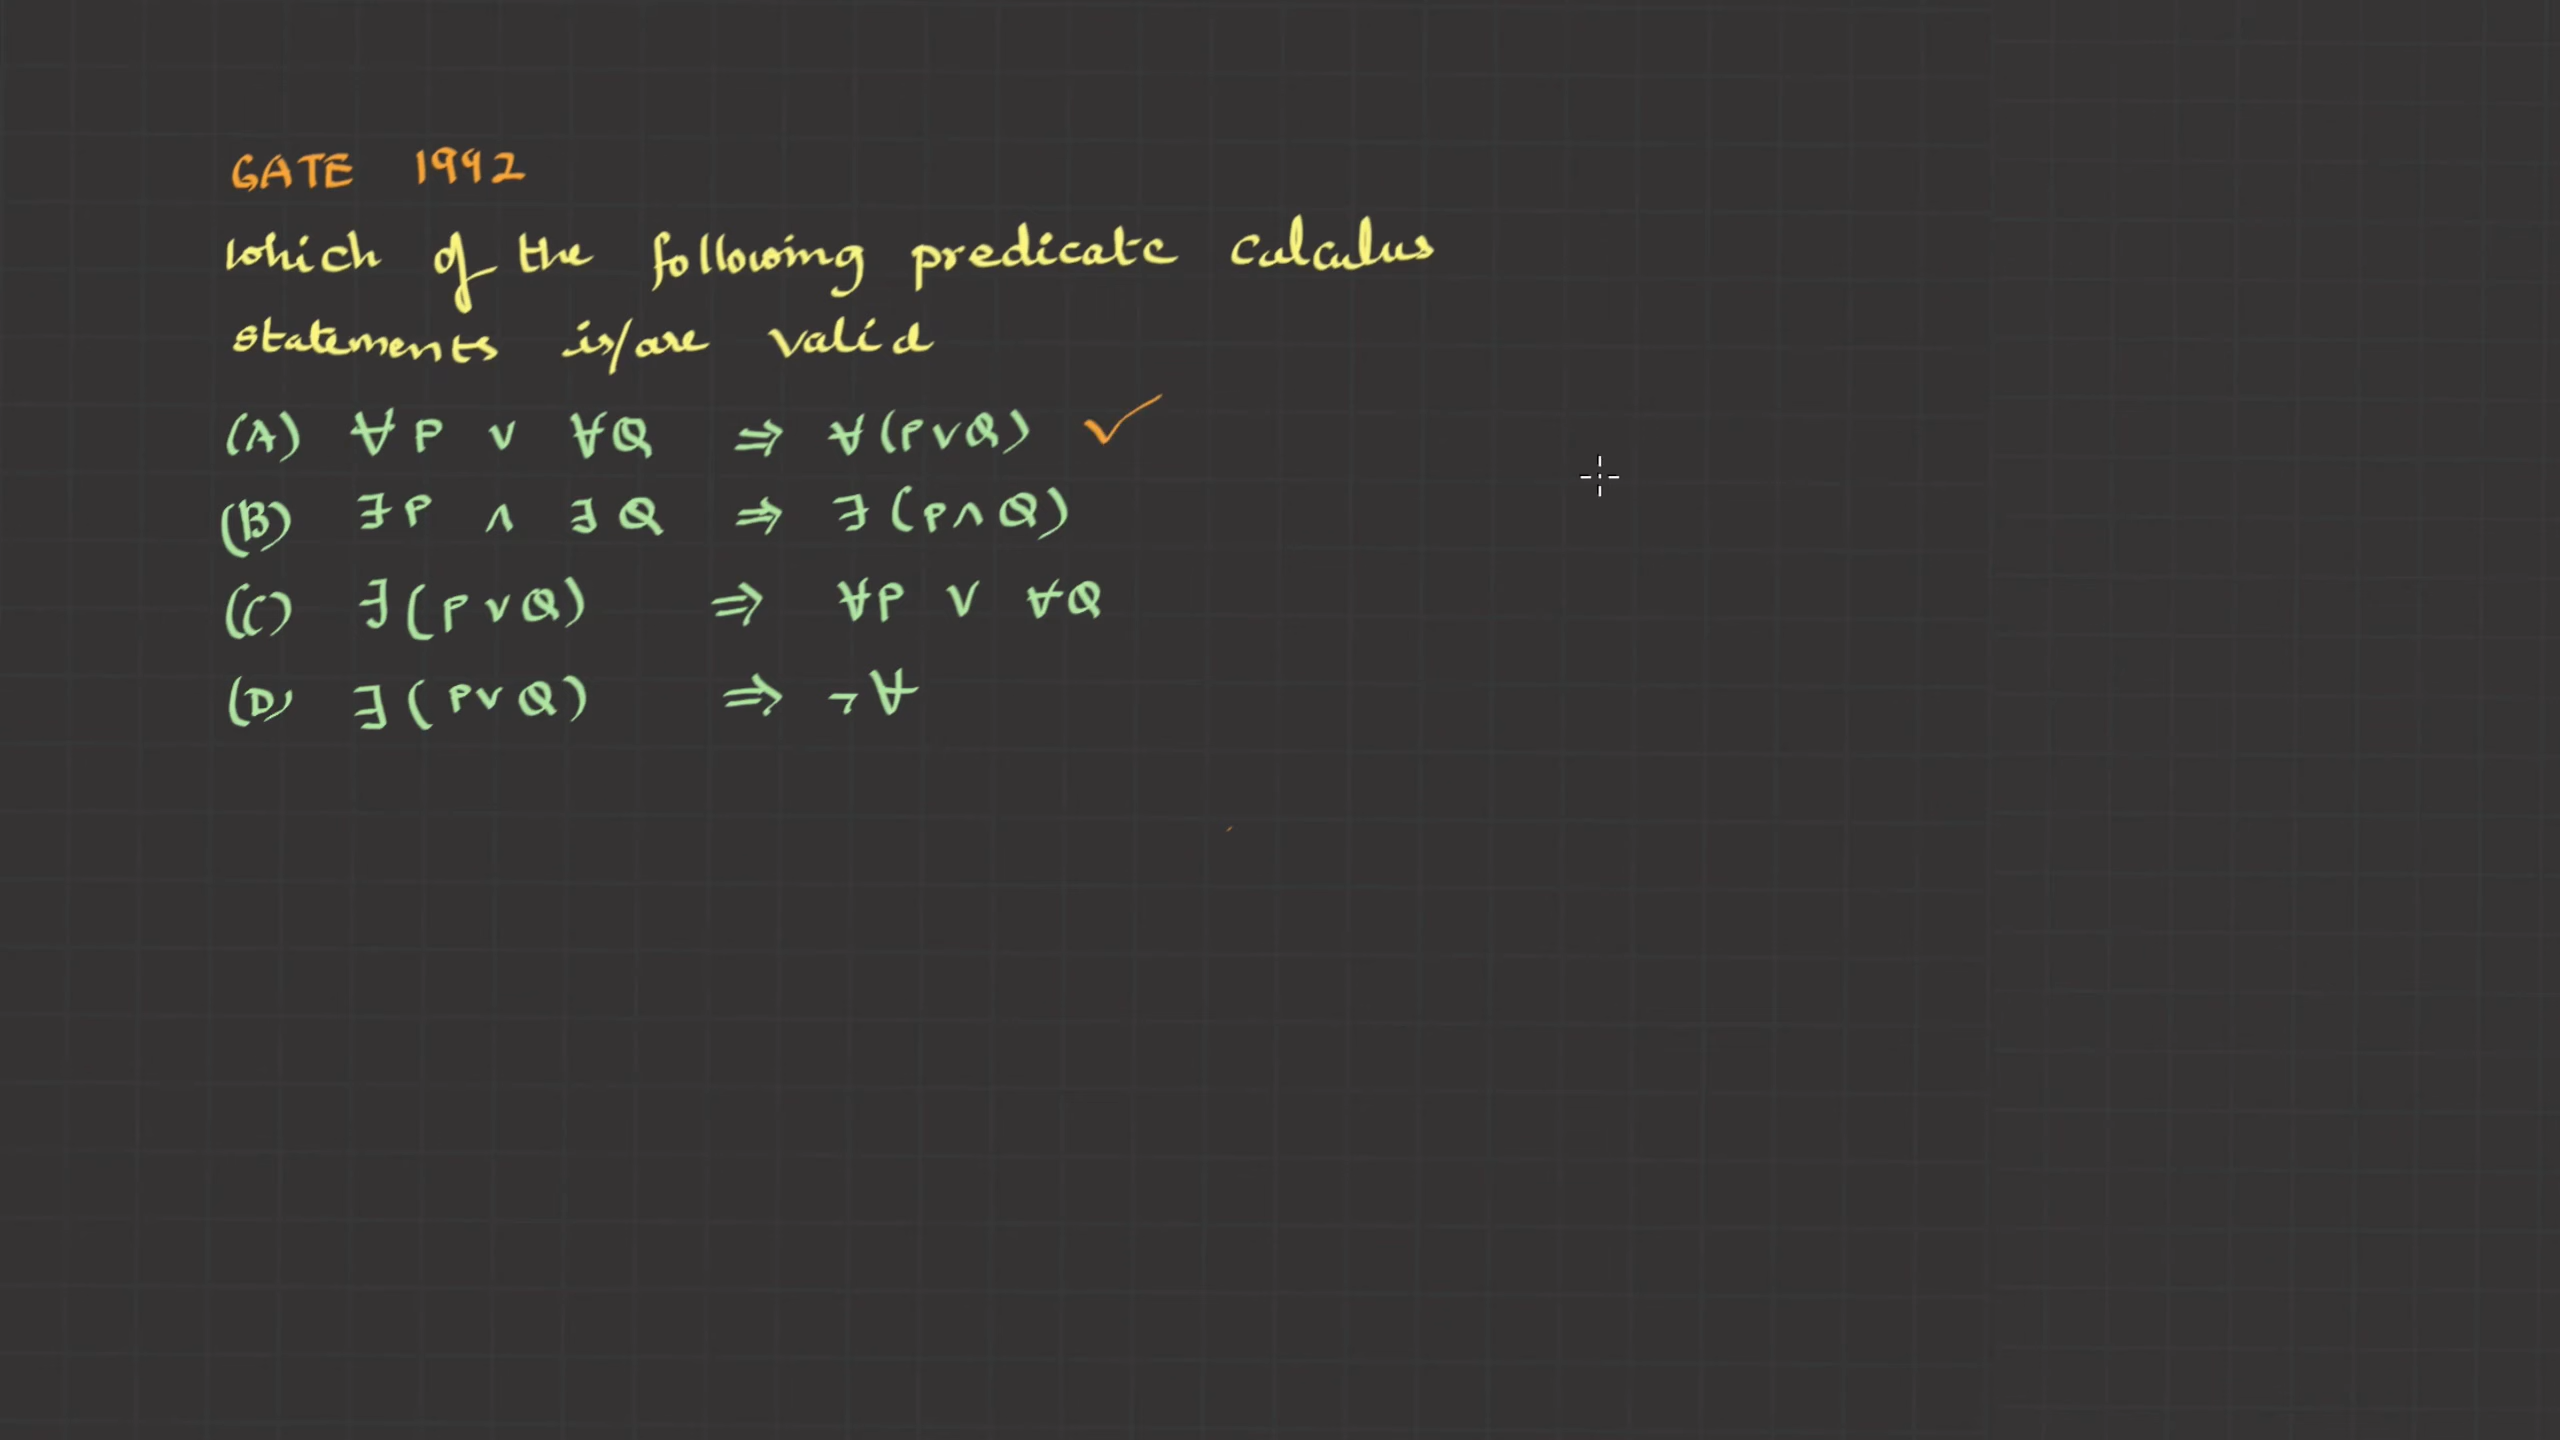 GATE 1992
Which of the following predicate calculus
statements is/are valid
(A) ∀P ∨ ∀Q ⇒ ∀(P∨Q) ✓
(B) ∃P ∧ ∃Q ⇒ ∃(P∧Q)
(C) ∃(P∨Q) ⇒ ∀P ∨ ∀Q
(D) ∃(P∨Q) ⇒ ¬∀